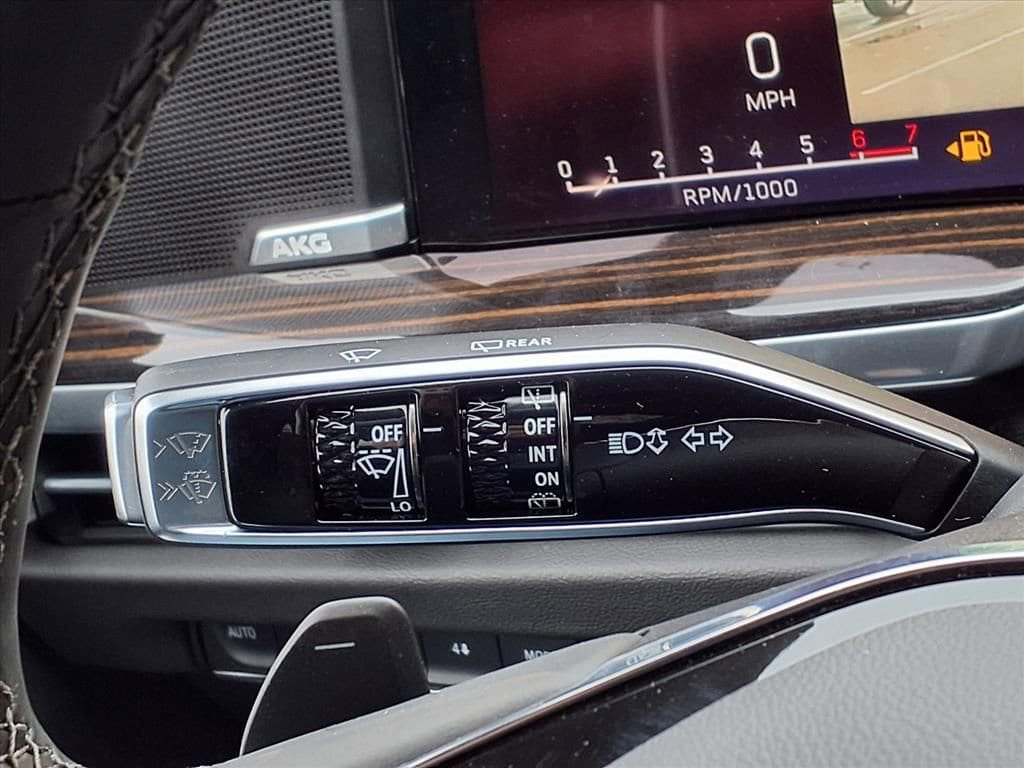 0
MPH
0 1 2 3 4 5 6 7
RPM/1000
AKG
REAR
OFF
LO
OFF
INT
ON
AUTO
4